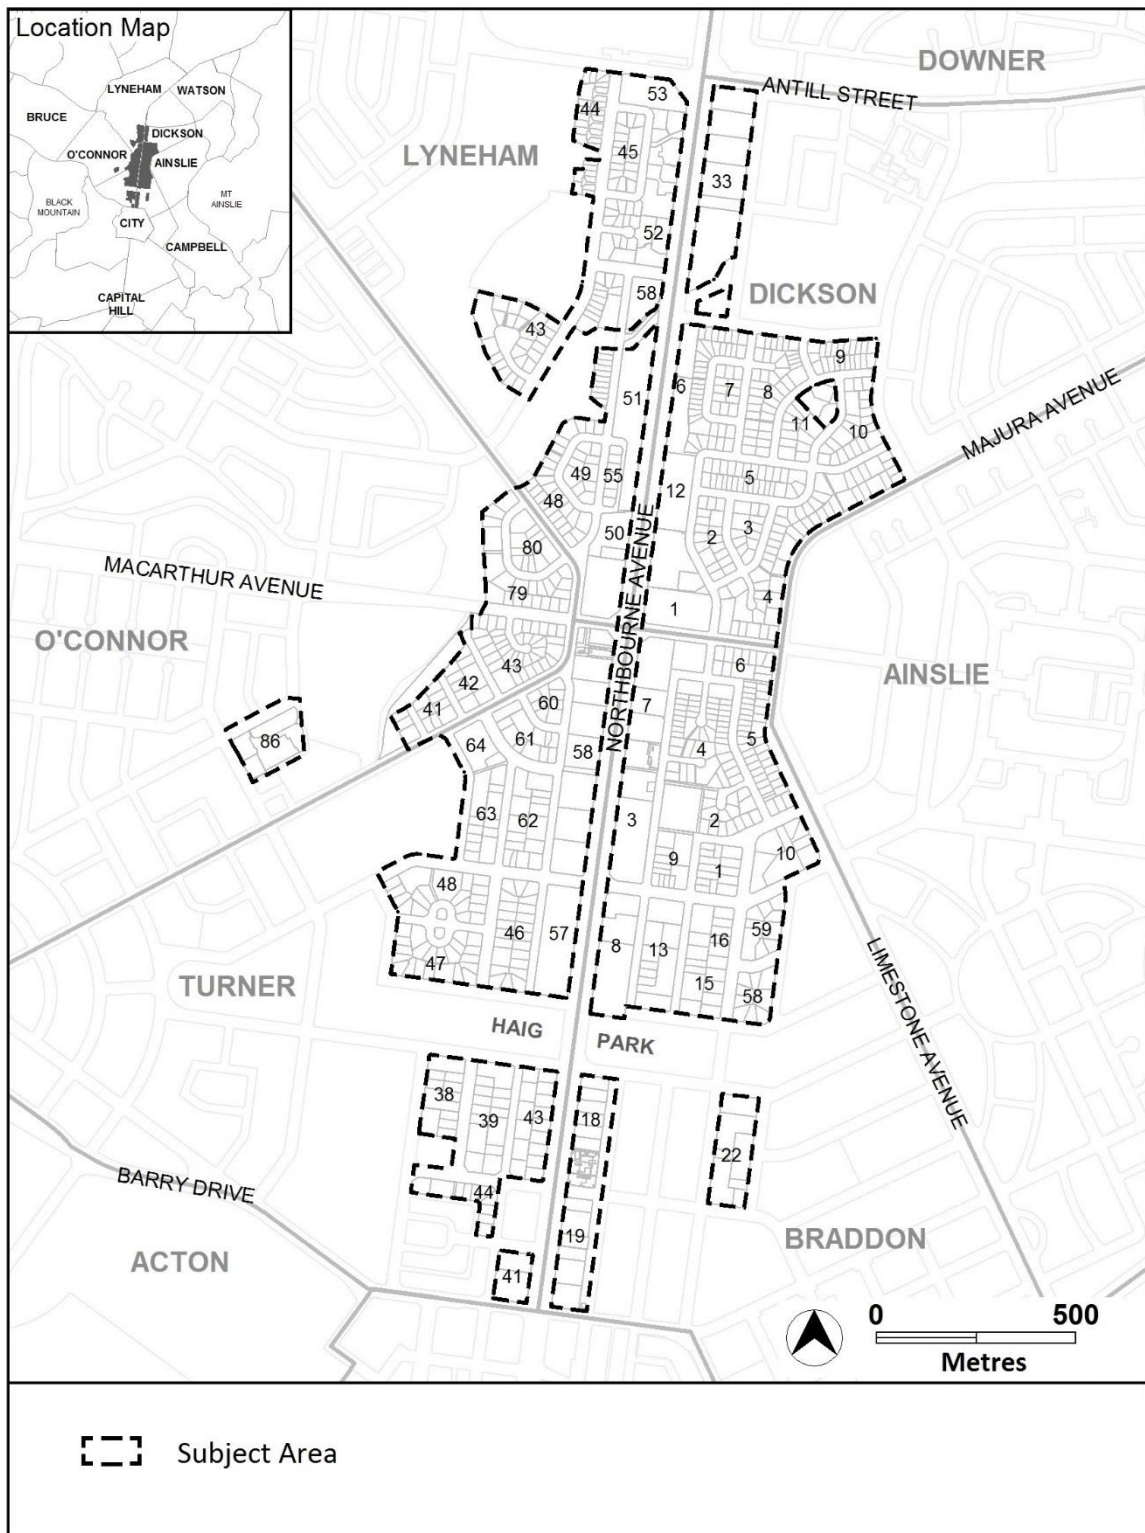 Location Map
LYNEHAM
WATSON
BRUCE
DICKSON
O'CONNOR
AINSLIE
BLACK
MOUNTAIN
MT
AINSLIE
CITY
CAMPBELL
CAPITAL
HILL
DOWNER
ANTILL STREET
53
44
LYNEHAM
45
33
52
58
DICKSON
43
9
6
7
8
51
11
10
MAJURA AVENUE
49
55
5
48
12
3
50
2
80
MACARTHUR AVENUE
79
4
1
NORTHBOURNE AVENUE
O'CONNOR
43
6
AINSLIE
42
41
60
7
86
61
5
64
58
4
63
62
3
2
9
1
10
48
46
57
8
13
16
59
LIMESTONE AVENUE
47
TURNER
15
58
HAIG
PARK
38
39
43
18
22
BARRY DRIVE
44
19
BRADDON
ACTON
41
0
500
Metres
Subject Area